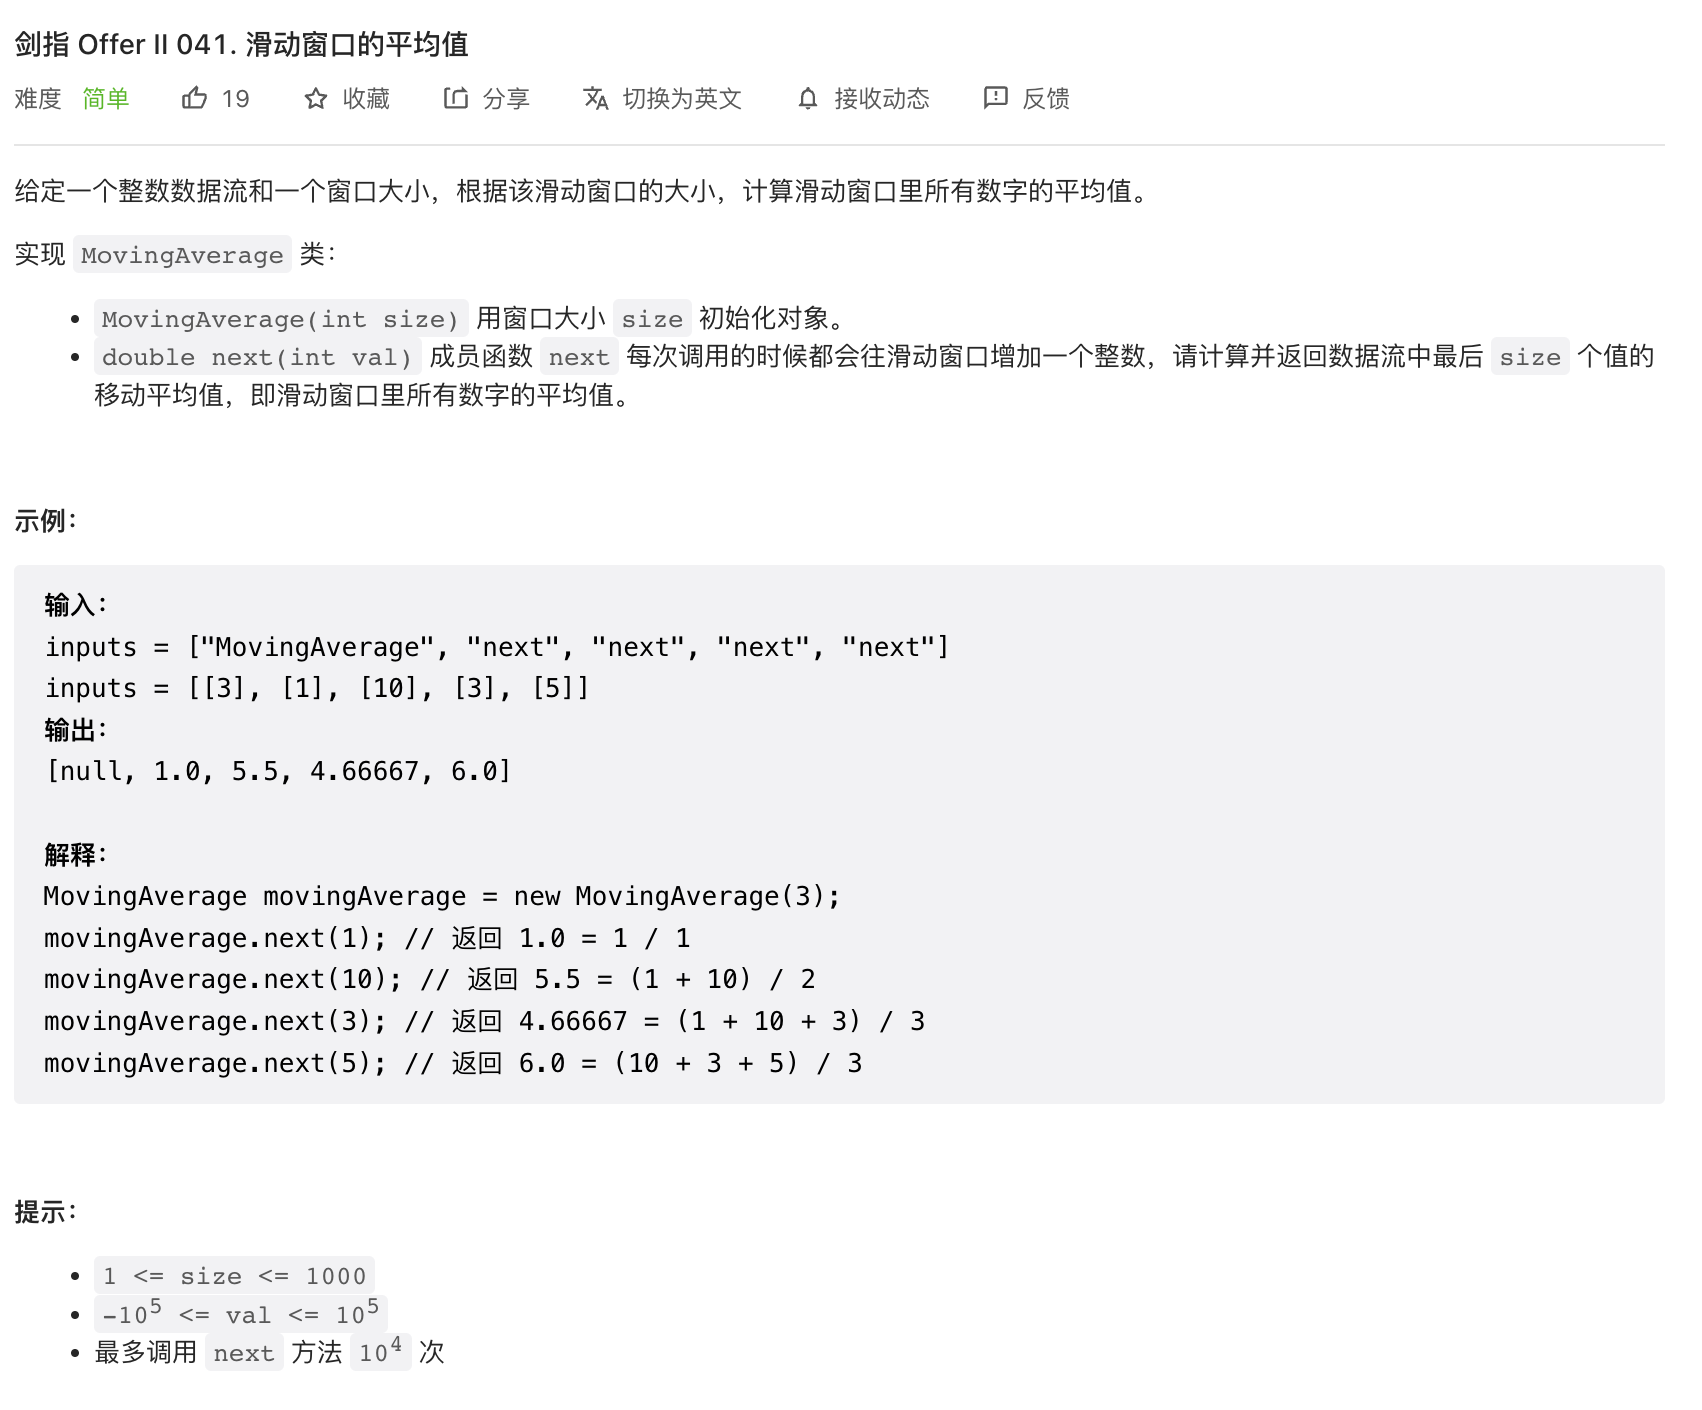 剑指 Offer II 041. 滑动窗口的平均值
难度 简单 19 收藏 分享 切换为英文 接收动态 反馈
给定一个整数数据流和一个窗口大小，根据该滑动窗口的大小，计算滑动窗口里所有数字的平均值。
实现 MovingAverage 类：
• MovingAverage(int size) 用窗口大小 size 初始化对象。
• double next(int val) 成员函数 next 每次调用的时候都会往滑动窗口增加一个整数，请计算并返回数据流中最后 size 个值的
移动平均值，即滑动窗口里所有数字的平均值。
示例：
输入：
inputs = ["MovingAverage", "next", "next", "next", "next"]
inputs = [[3], [1], [10], [3], [5]]
输出：
[null, 1.0, 5.5, 4.66667, 6.0]
解释：
MovingAverage movingAverage = new MovingAverage(3);
movingAverage.next(1); // 返回 1.0 = 1 / 1
movingAverage.next(10); // 返回 5.5 = (1 + 10) / 2
movingAverage.next(3); // 返回 4.66667 = (1 + 10 + 3) / 3
movingAverage.next(5); // 返回 6.0 = (10 + 3 + 5) / 3
提示：
• 1 <= size <= 1000
• -10⁵ <= val <= 10⁵
• 最多调用 next 方法 10⁴ 次